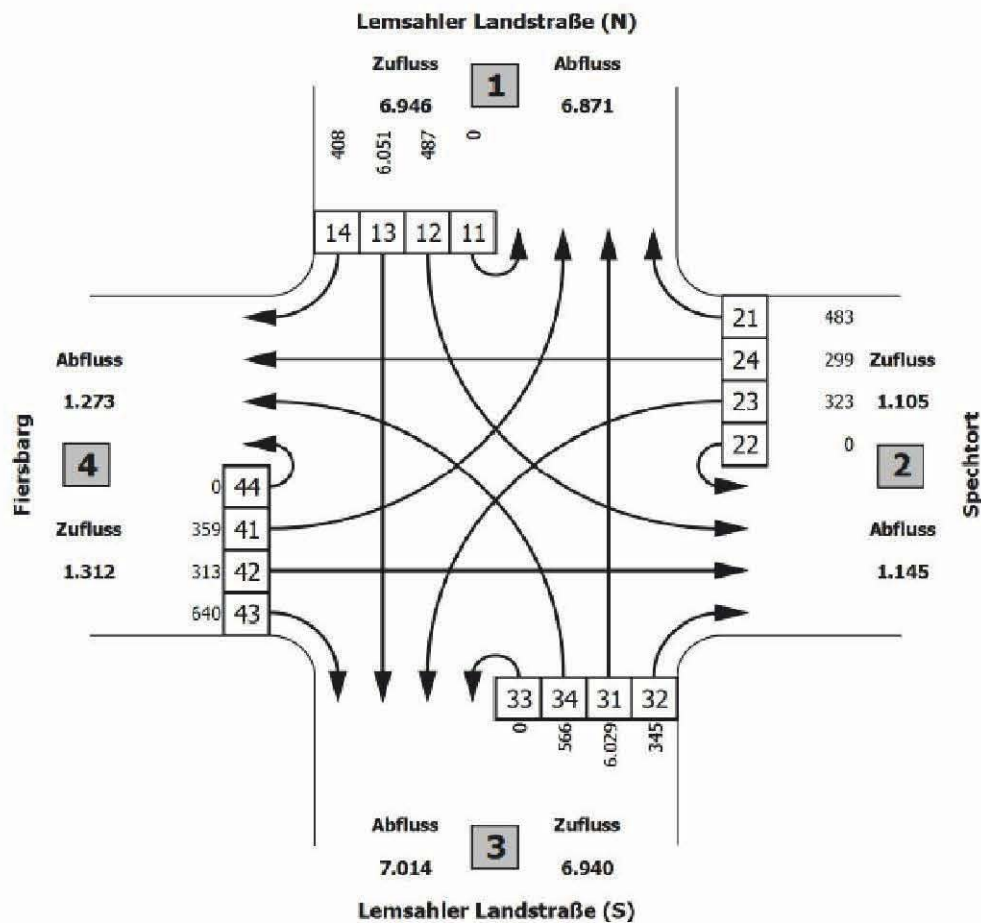 Lemsahler Landstraße (N)
Zufluss 1 Abfluss
6.946 6.871
408 6.051 487 0
14 13 12 11
21 483
24 299 Zufluss
23 323 1.105
22 0
2
Spechtort
Abfluss
1.145
Abfluss
1.273
4
Fiersbarg
Zufluss
1.312
0 44
359 41
313 42
640 43
33 34 31 32
0 566 6.029 345
Abfluss 3 Zufluss
7.014 6.940
Lemsahler Landstraße (S)